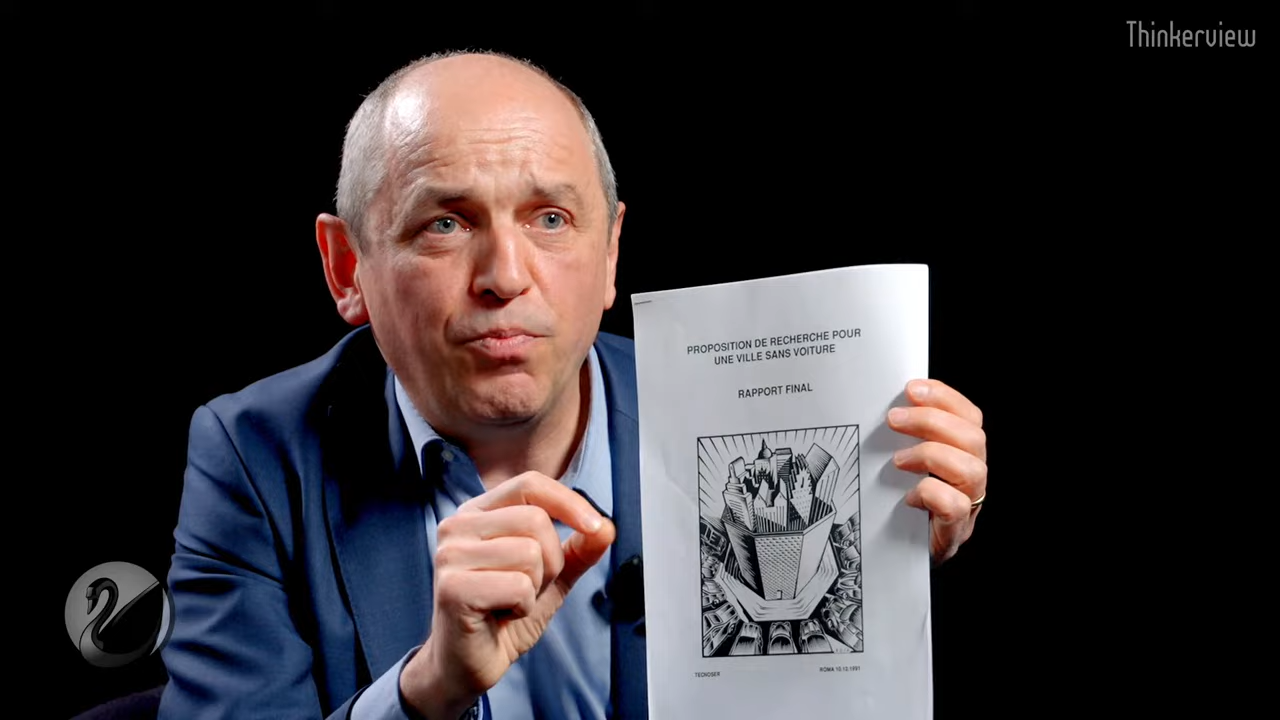 Thinkerview
PROPOSITION DE RECHERCHE POUR
UNE VILLE SANS VOITURE
RAPPORT FINAL
TECNOSER
ROMA 10.10.1991